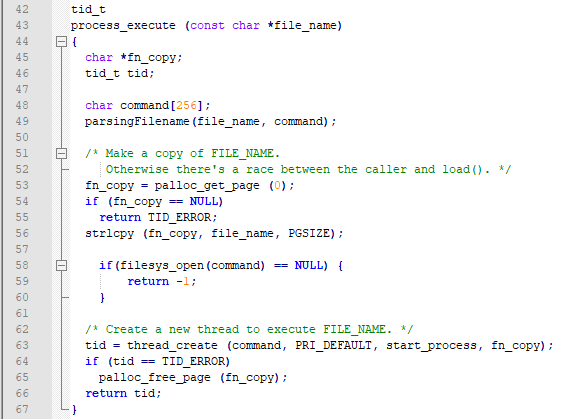 42 tid_t
43 process_execute (const char *file_name)
44 {
45 char *fn_copy;
46 tid_t tid;
47
48 char command[256];
49 parsingFilename(file_name, command);
50
51 /* Make a copy of FILE_NAME.
52 Otherwise there's a race between the caller and load(). */
53 fn_copy = palloc_get_page (0);
54 if (fn_copy == NULL)
55 return TID_ERROR;
56 strlcpy (fn_copy, file_name, PGSIZE);
57
58 if(filesys_open(command) == NULL) {
59 return -1;
60 }
61
62 /* Create a new thread to execute FILE_NAME. */
63 tid = thread_create (command, PRI_DEFAULT, start_process, fn_copy);
64 if (tid == TID_ERROR)
65 palloc_free_page (fn_copy);
66 return tid;
67 }